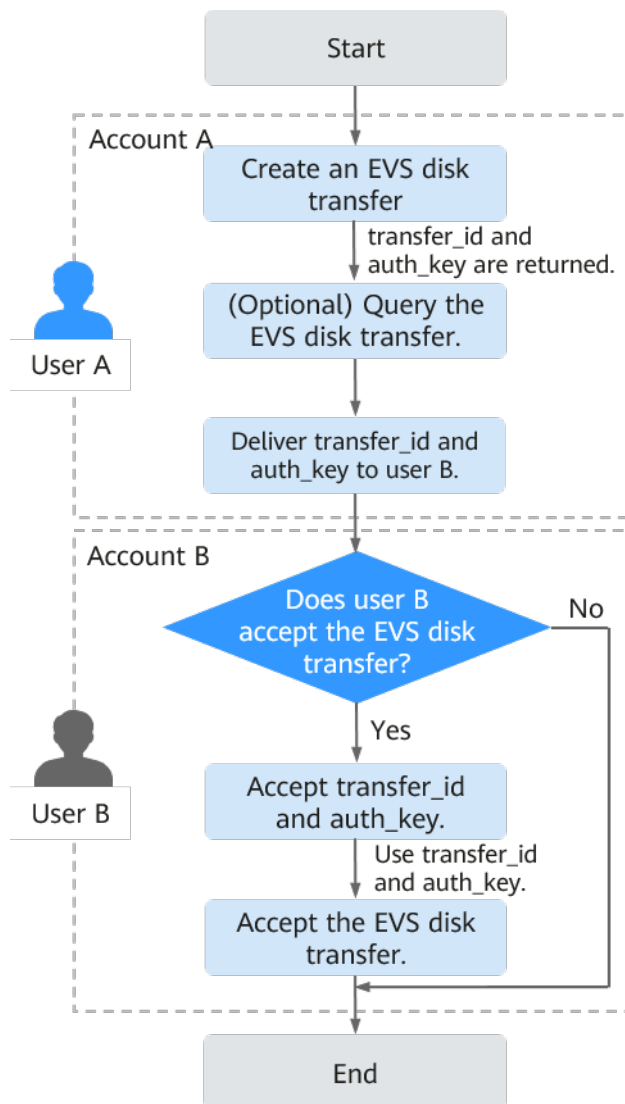 Start
Account A
Create an EVS disk
transfer
transfer_id and
auth_key are returned.
(Optional) Query the
EVS disk transfer.
User A
Deliver transfer_id and
auth_key to user B.
Account B
Does user B
accept the EVS disk
transfer?
No
Yes
Accept transfer_id
and auth_key.
User B
Use transfer_id
and auth_key.
Accept the EVS disk
transfer.
End